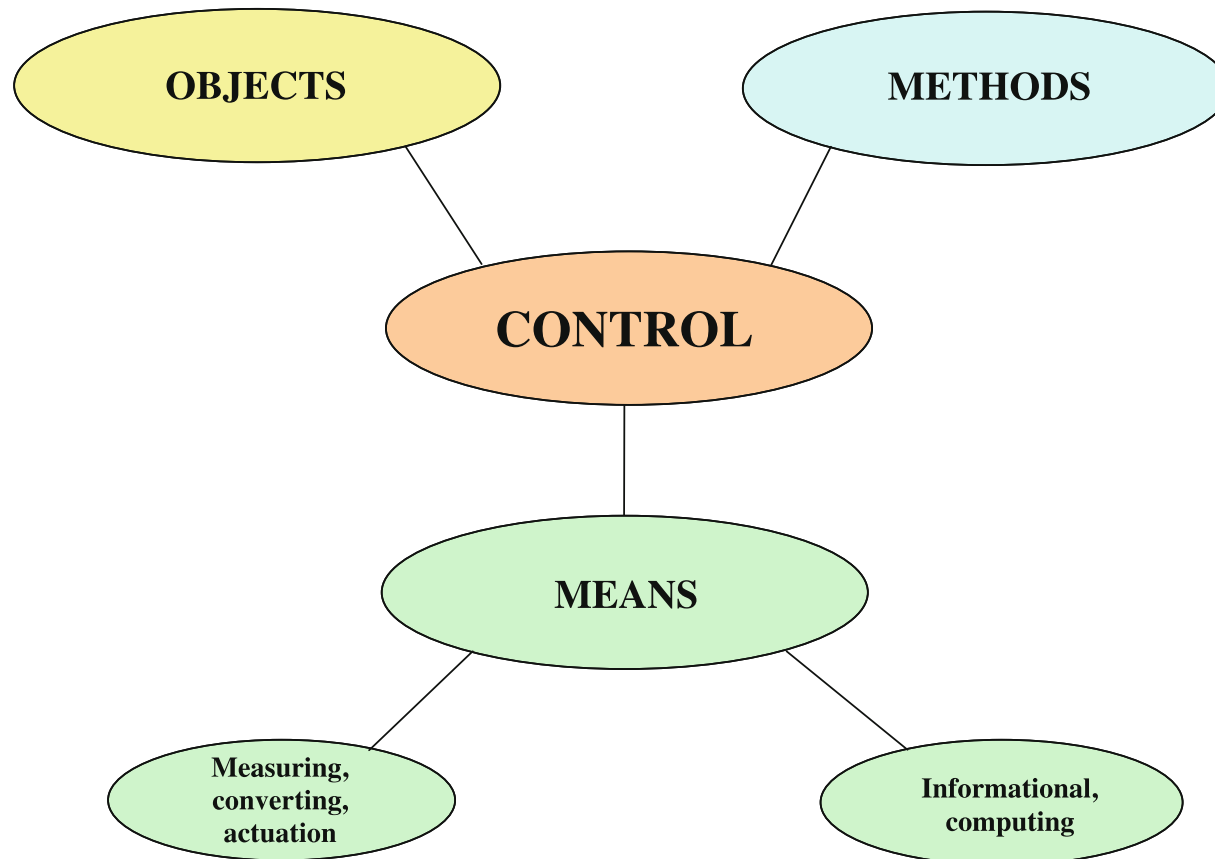 OBJECTS
METHODS
CONTROL
MEANS
Measuring,
converting,
actuation
Informational,
computing